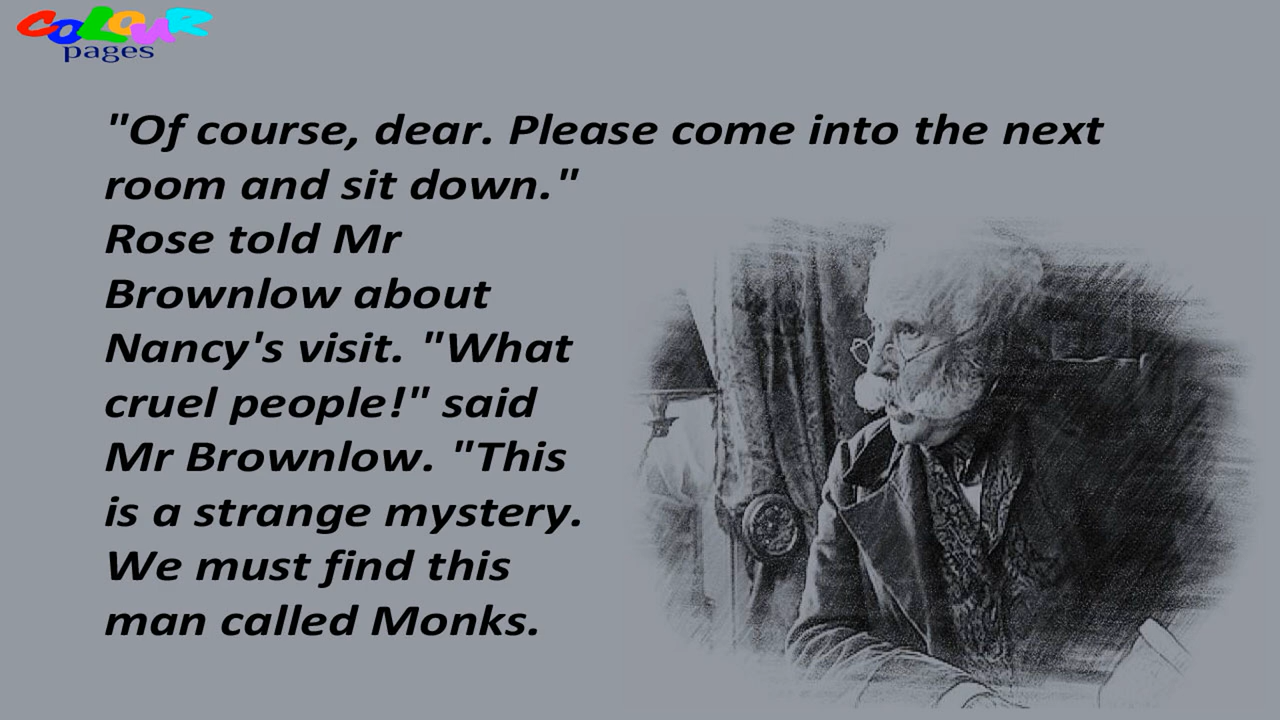 COLOUR
pages
"Of course, dear. Please come into the next
room and sit down."
Rose told Mr
Brownlow about
Nancy's visit. "What
cruel people!" said
Mr Brownlow. "This
is a strange mystery.
We must find this
man called Monks.